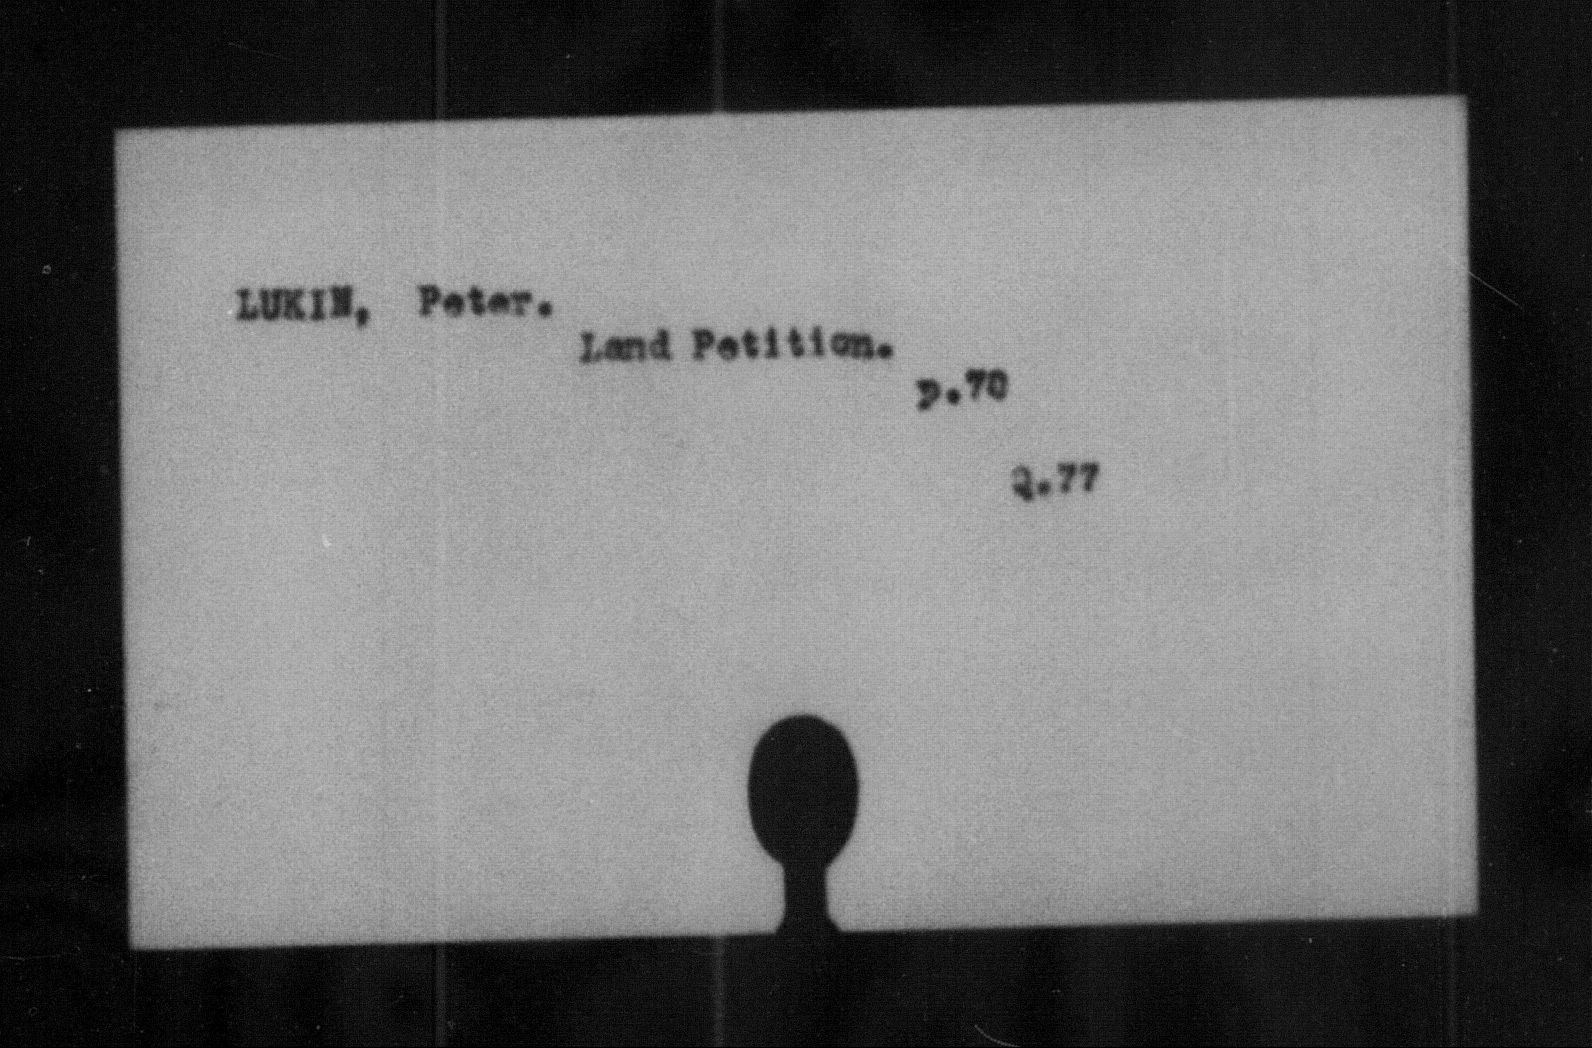 LUKIN, Peter.
Land Petition.
p.70
Q.77